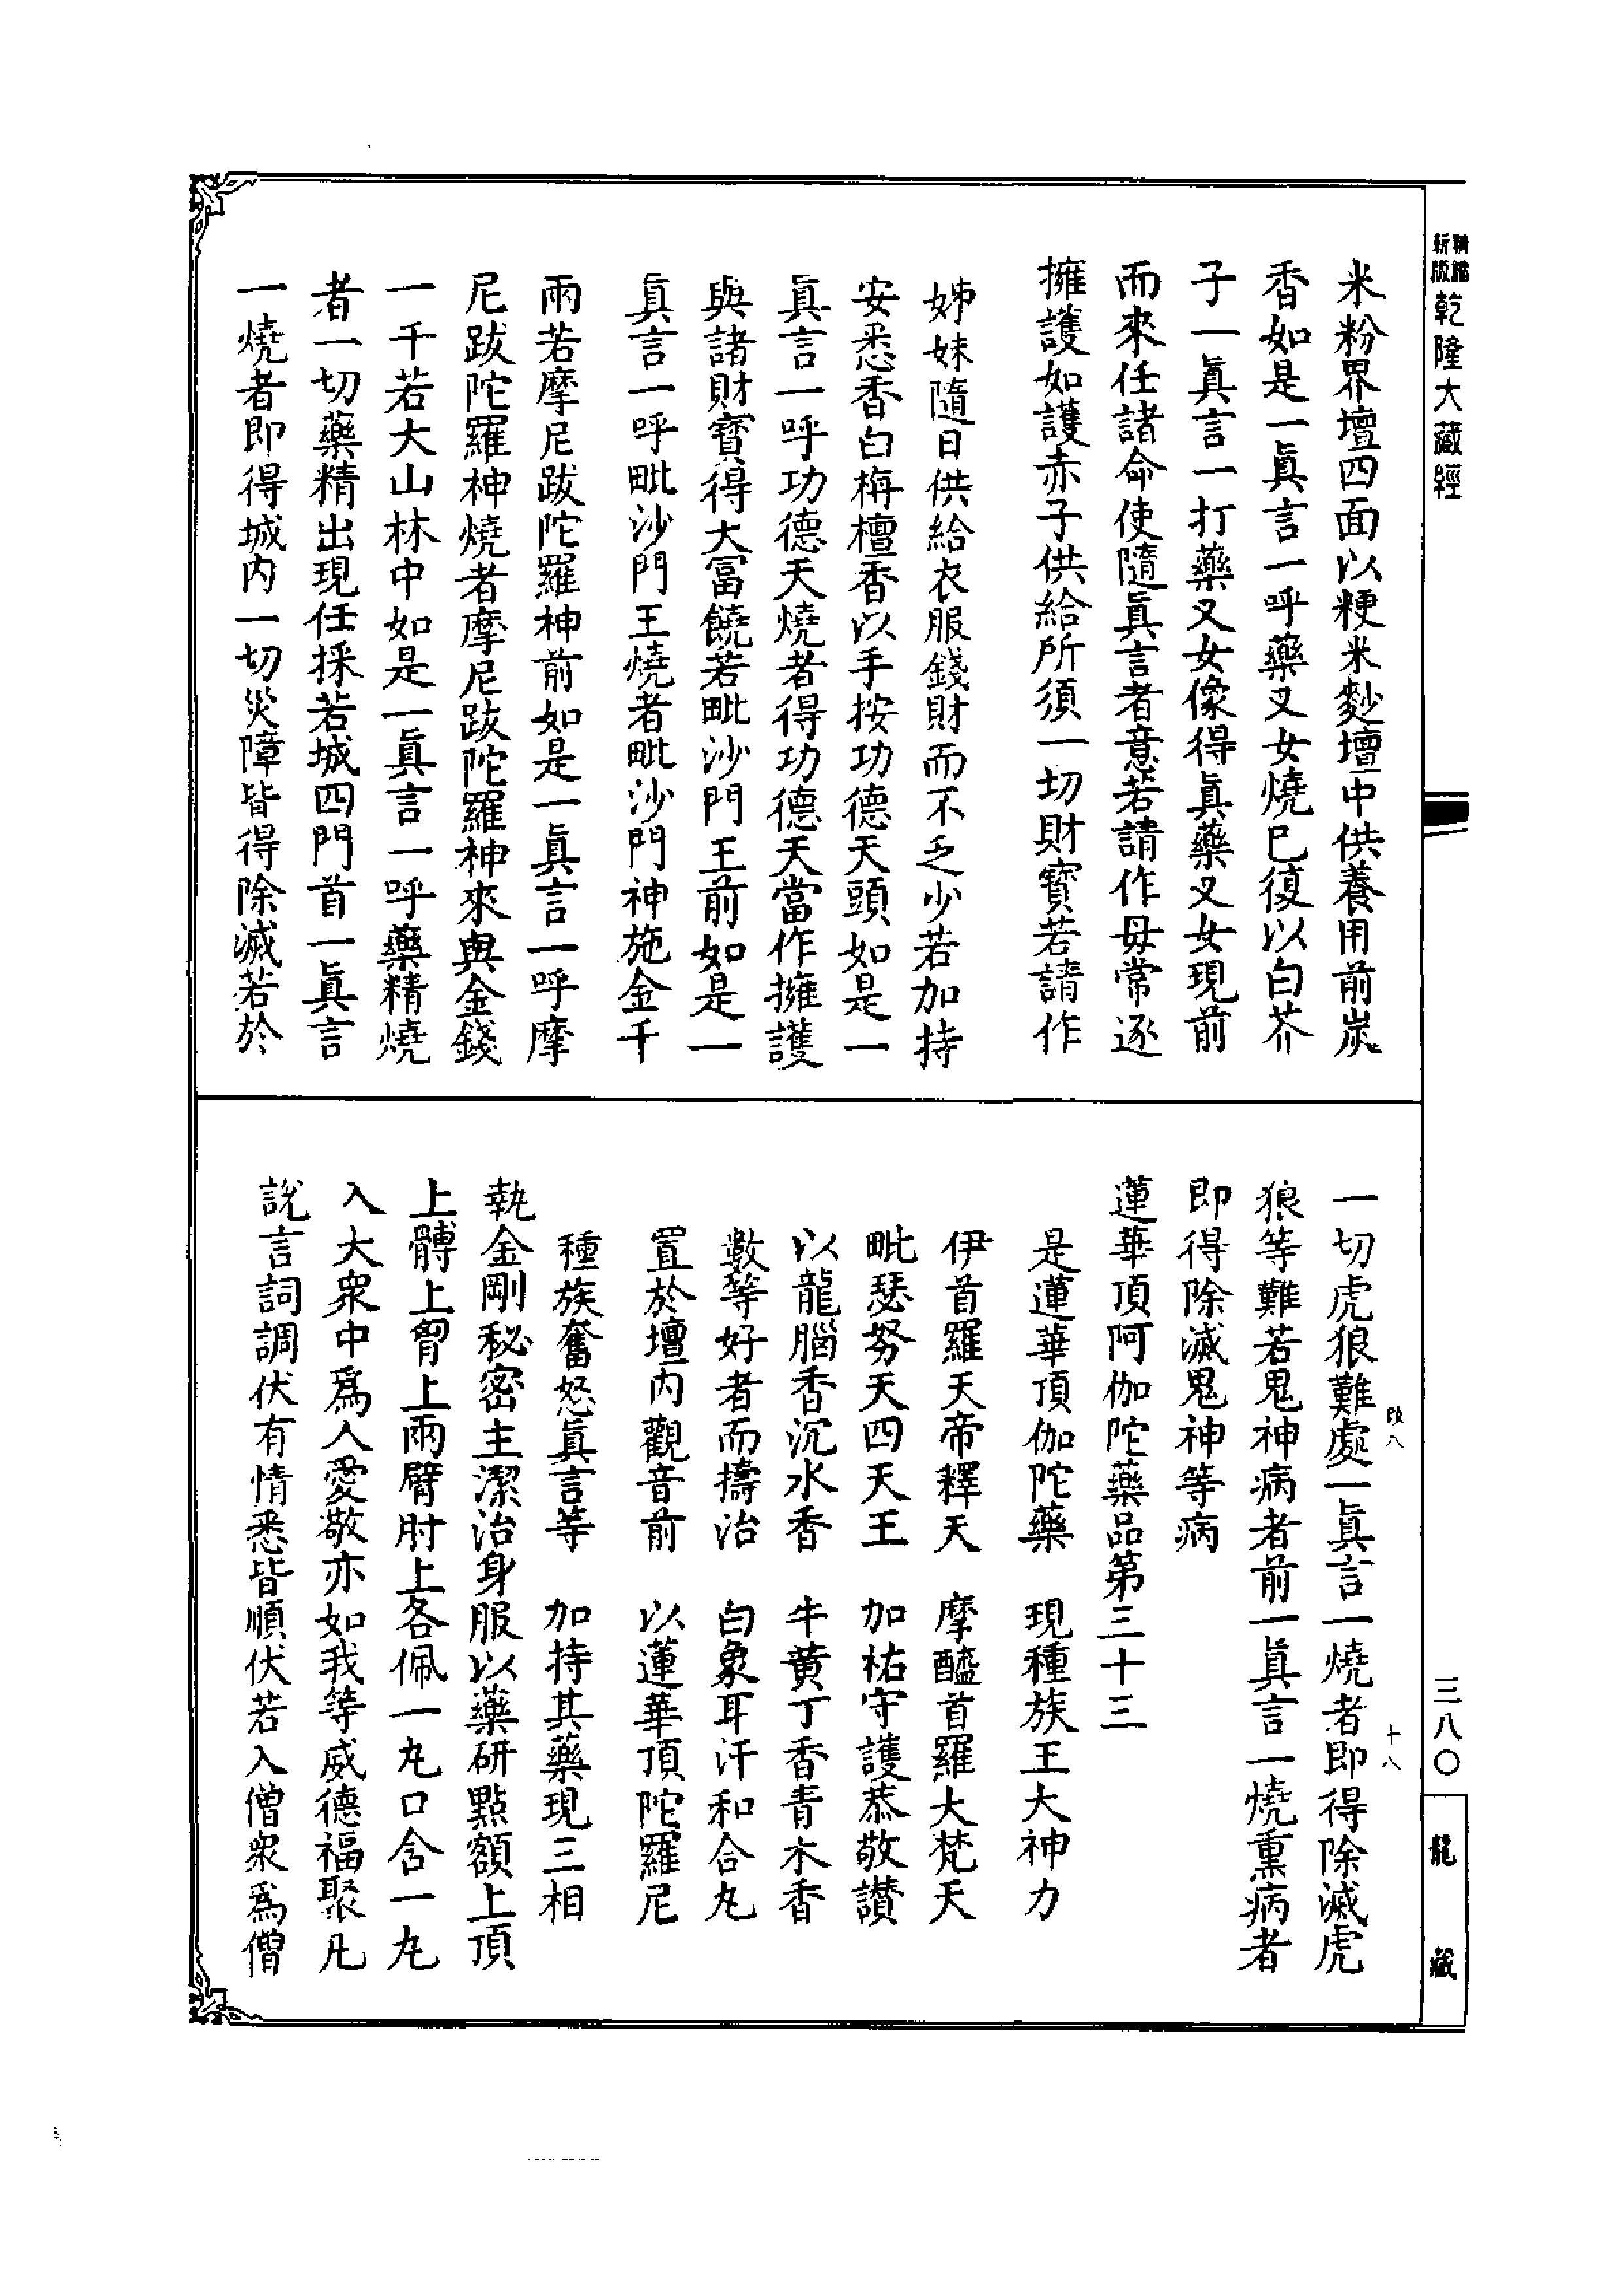 精縮
新版
乾隆大藏經
三八〇
龍藏
米粉界壇四面以粳米麨壇中供養用前炭
香如是一眞言一呼藥叉女燒已復以白芥
子一眞言一打藥叉女像得眞藥叉女現前
而來任諸命使隨眞言者意若請作母常逐
擁護如護赤子供給所須一切財寶若請作
姊妹隨日供給衣服錢財而不乏少若加持
安悉香白栴檀香以手按功德天頭如是一
眞言一呼功德天燒者得功德天當作擁護
與諸財寶得大富饒若毗沙門王前如是一
眞言一呼毗沙門王燒者毗沙門神施金千
兩若摩尼跋陀羅神前如是一眞言一呼摩
尼跋陀羅神燒者摩尼跋陀羅神來與金錢
一千若大山林中如是一眞言一呼藥精燒
者一切藥精出現任採若城四門首一眞言
一燒者即得城內一切災障皆得除滅若於
十八
一切虎狼難處一眞言一燒者即得除滅虎
狼等難若鬼神病者前一眞言一燒熏病者
即得除滅鬼神等病
蓮華頂阿伽陀藥品第三十三
是蓮華頂伽陀藥　現種族王大神力
伊首羅天帝釋天　摩醯首羅大梵天
毗瑟努天四天王　加祐守護恭敬讚
以龍腦香沉水香　牛黃丁香青木香
數等好者而擣治　白象耳汗和合丸
置於壇內觀音前　以蓮華頂陀羅尼
種族奮怒眞言等　加持其藥現三相
執金剛秘密主潔治身服以藥研點額上頂
上髆上胷上兩臂肘上各佩一丸口含一丸
入大衆中爲人愛敬亦如我等威德福聚凡
說言詞調伏有情悉皆順伏若入僧衆爲僧